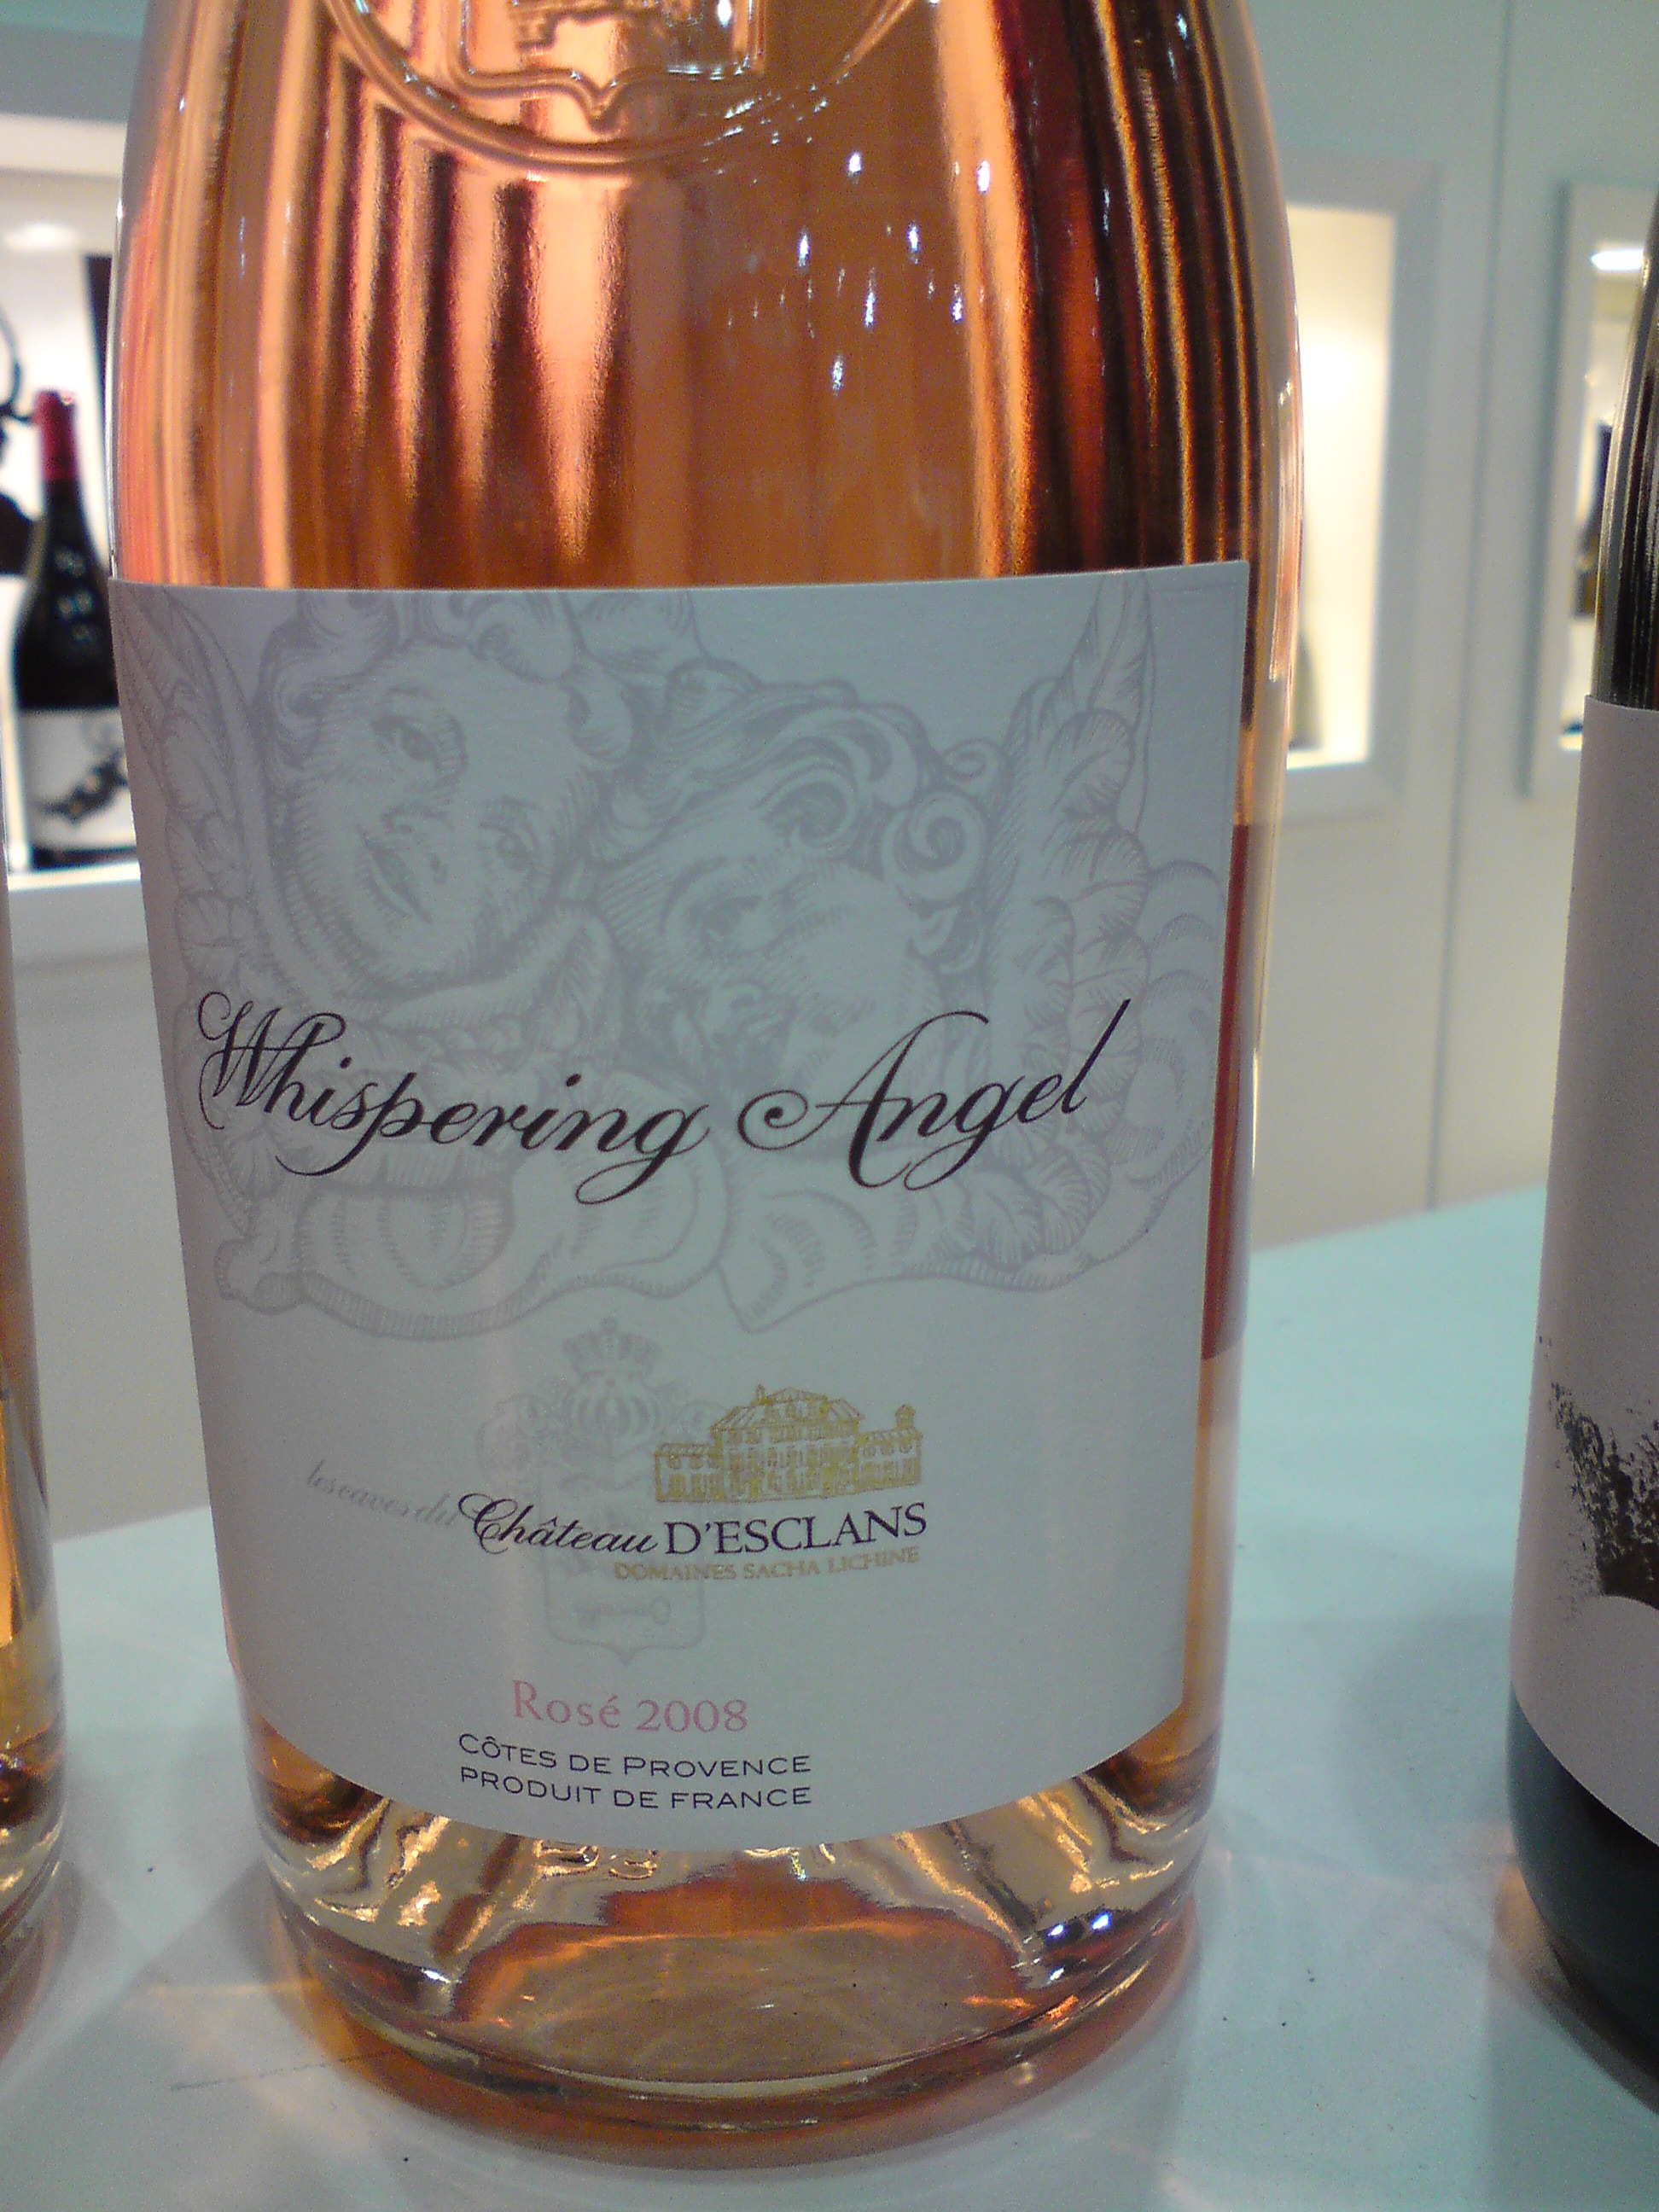 Whispering Angel
les caves du Château D'ESCLANS
DOMAINES SACHA LICHINE
Rosé 2008
CÔTES DE PROVENCE
PRODUIT DE FRANCE